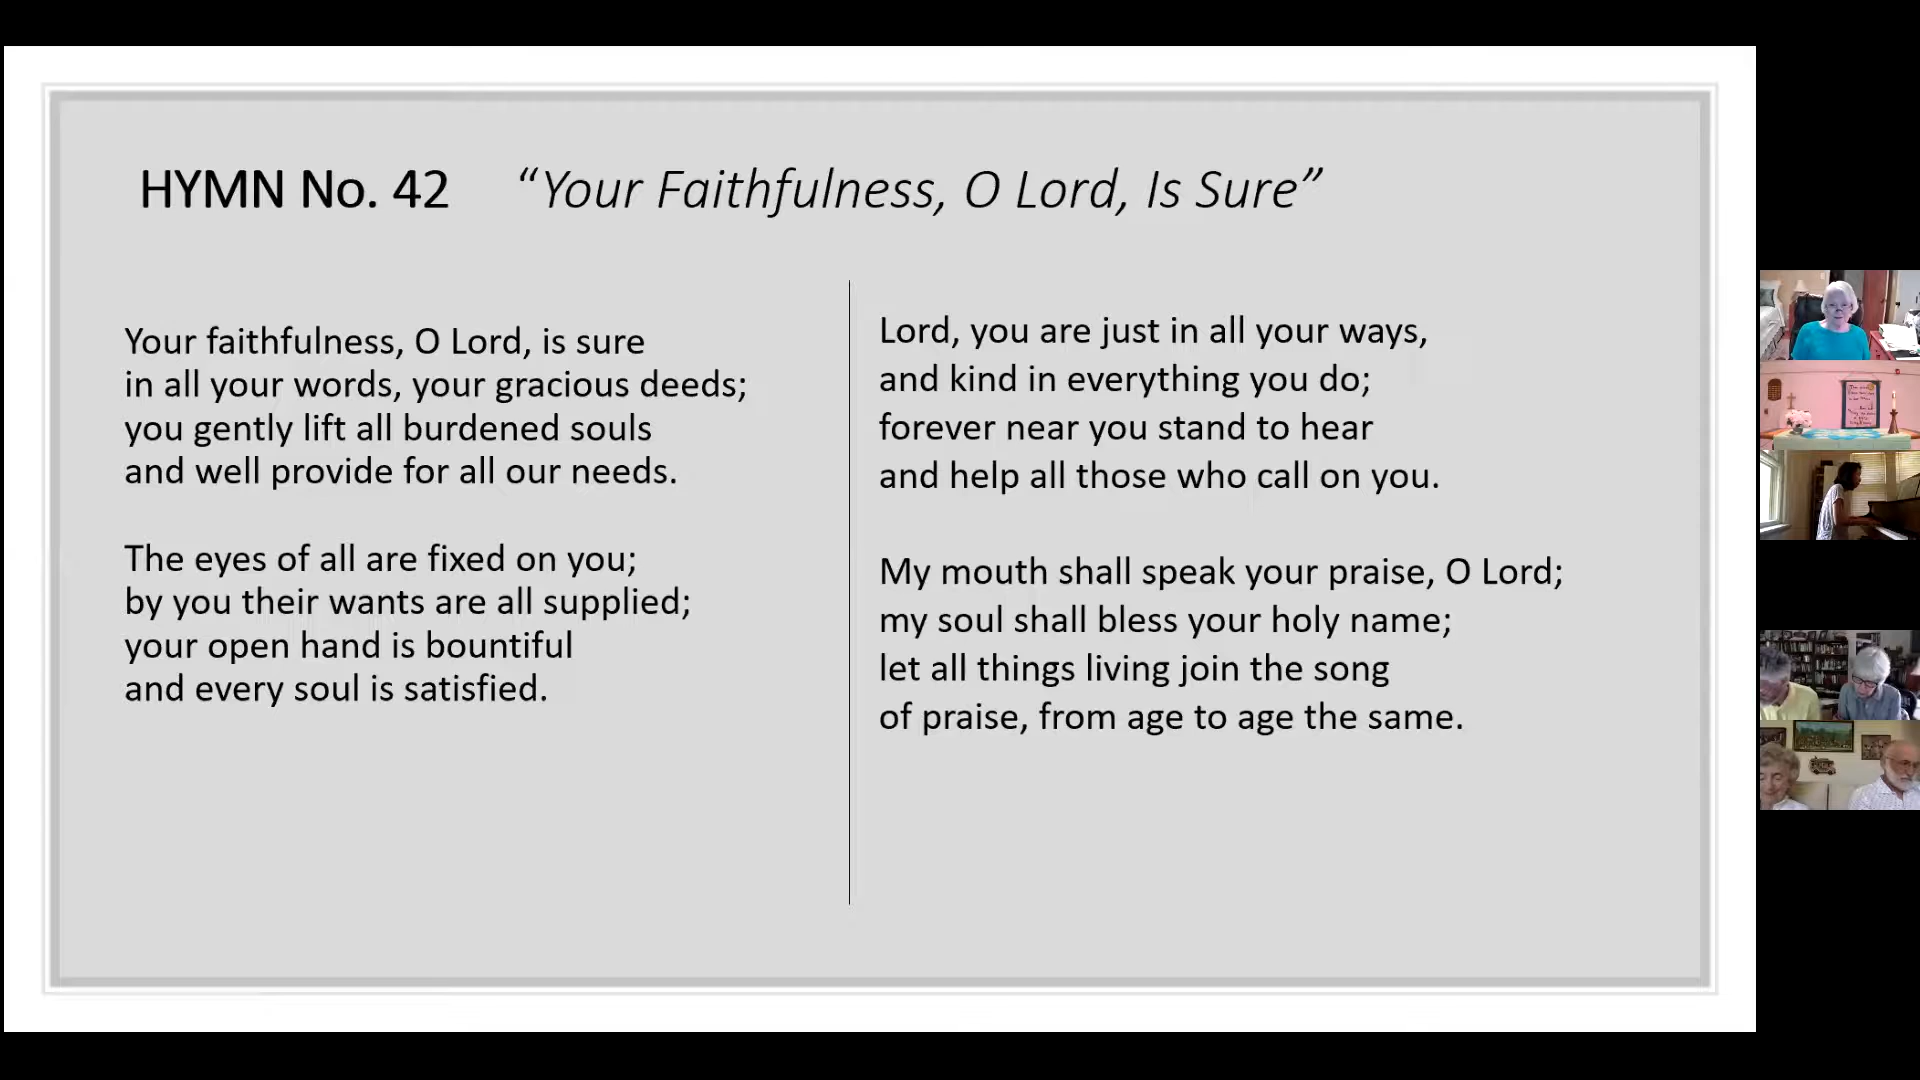 HYMN No. 42 “Your Faithfulness, O Lord, Is Sure”
Your faithfulness, O Lord, is sure
in all your words, your gracious deeds;
you gently lift all burdened souls
and well provide for all our needs.
The eyes of all are fixed on you;
by you their wants are all supplied;
your open hand is bountiful
and every soul is satisfied.
Lord, you are just in all your ways,
and kind in everything you do;
forever near you stand to hear
and help all those who call on you.
My mouth shall speak your praise, O Lord;
my soul shall bless your holy name;
let all things living join the song
of praise, from age to age the same.